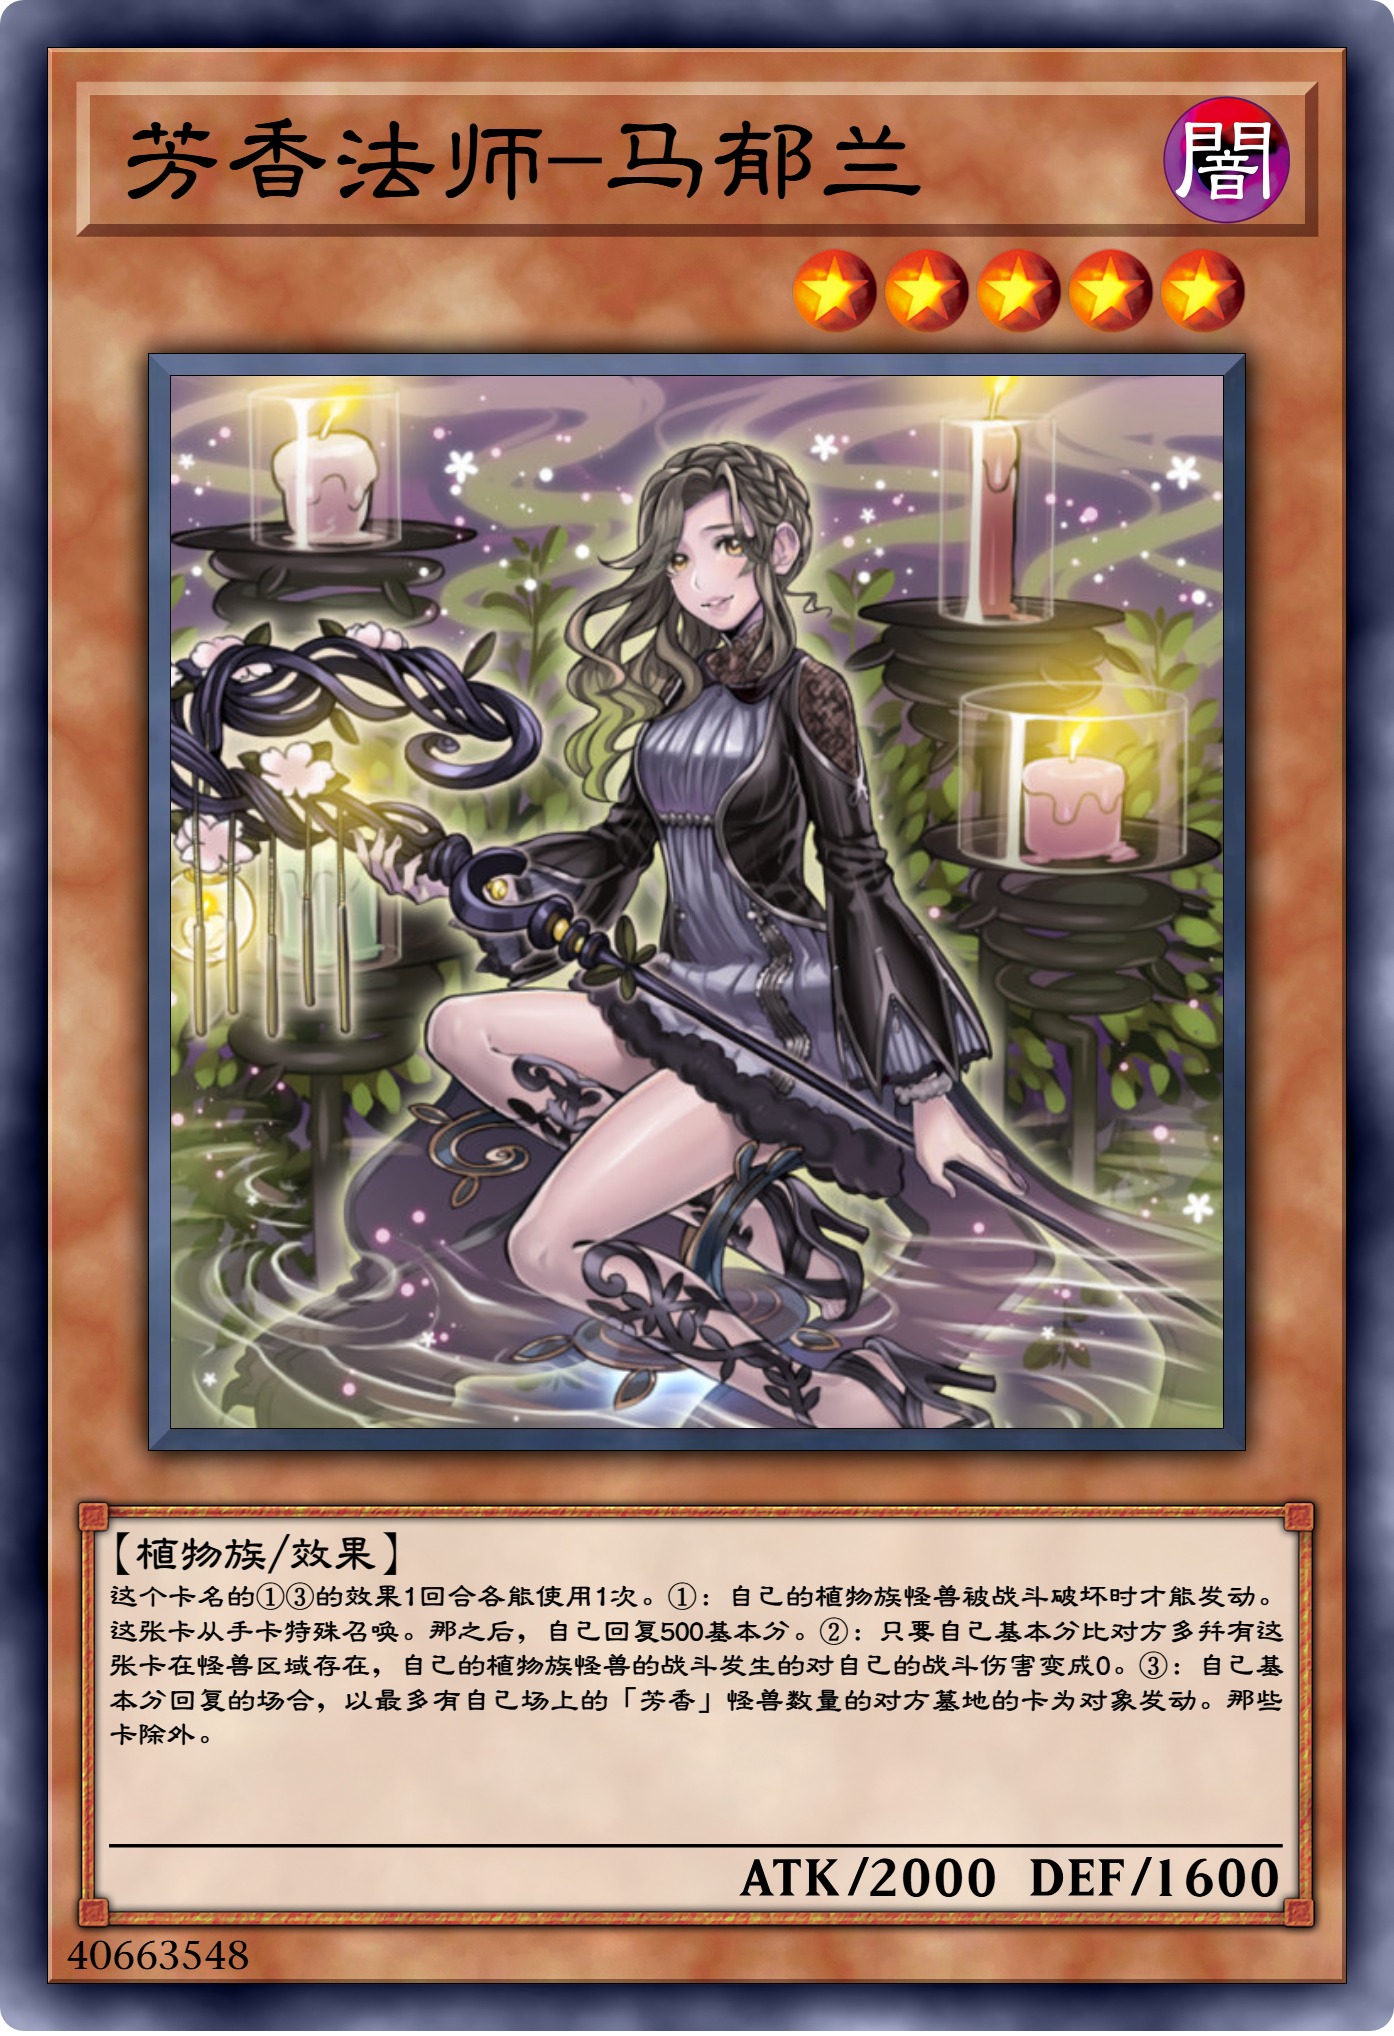 芳香法师-马郁兰
闇
【植物族/效果】
这个卡名的①③的效果1回合各能使用1次。①：自己的植物族怪兽被战斗破坏时才能发动。
这张卡从手卡特殊召唤。那之后，自己回复500基本分。②：只要自己基本分比对方多并有这
张卡在怪兽区域存在，自己的植物族怪兽的战斗发生的对自己的战斗伤害变成0。③：自己基
本分回复的场合，以最多有自己场上的「芳香」怪兽数量的对方墓地的卡为对象发动。那些
卡除外。
ATK/2000 DEF/1600
40663548